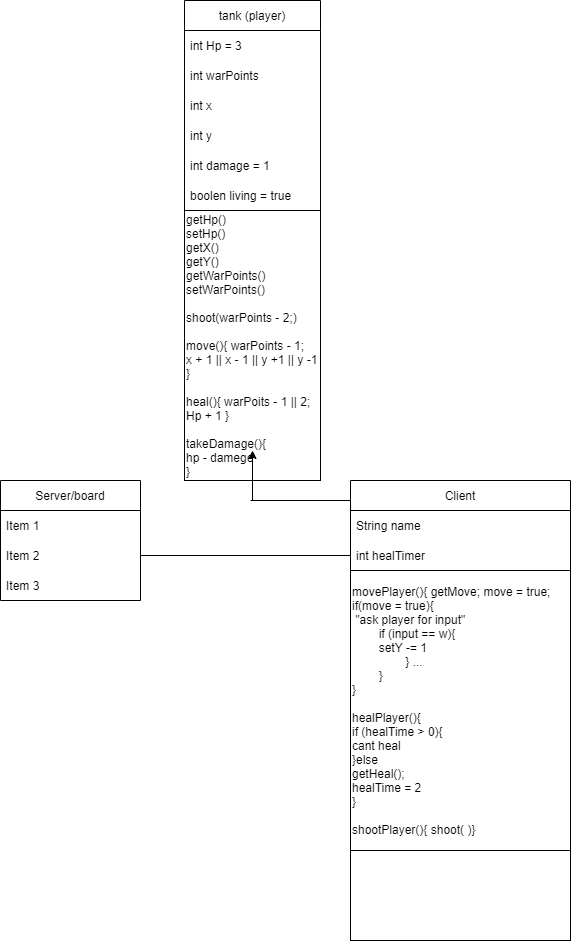 tank (player)
int Hp = 3
int warPoints
int x
int y
int damage = 1
boolen living = true
getHp()
setHp()
getX()
getY()
getWarPoints()
setWarPoints()
shoot(warPoints - 2;)
move(){ warPoints - 1;
x + 1 || x - 1 || y +1 || y -1
}
heal(){ warPoits - 1 || 2;
Hp + 1 }
takeDamage(){
hp - damege
}
Server/board
Item 1
Item 2
Item 3
Client
String name
int healTimer
movePlayer(){ getMove; move = true;
if(move = true){
"ask player for input"
if (input == w){
setY -= 1
} ...
}
}
healPlayer(){
if (healTime > 0){
cant heal
}else
getHeal();
healTime = 2
}
shootPlayer(){ shoot( )}